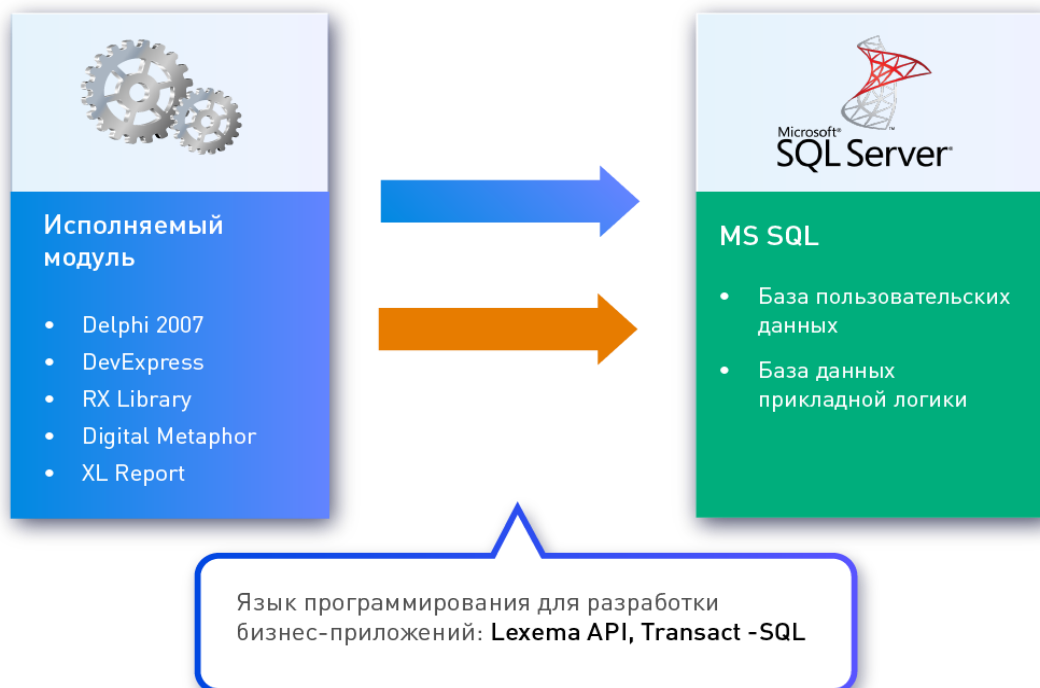 Исполняемый
модуль
• Delphi 2007
• DevExpress
• RX Library
• Digital Metaphor
• XL Report
Microsoft®
SQL Server®
MS SQL
• База пользовательских
данных
• База данных
прикладной логики
Язык программирования для разработки
бизнес-приложений: Lexema API, Transact -SQL